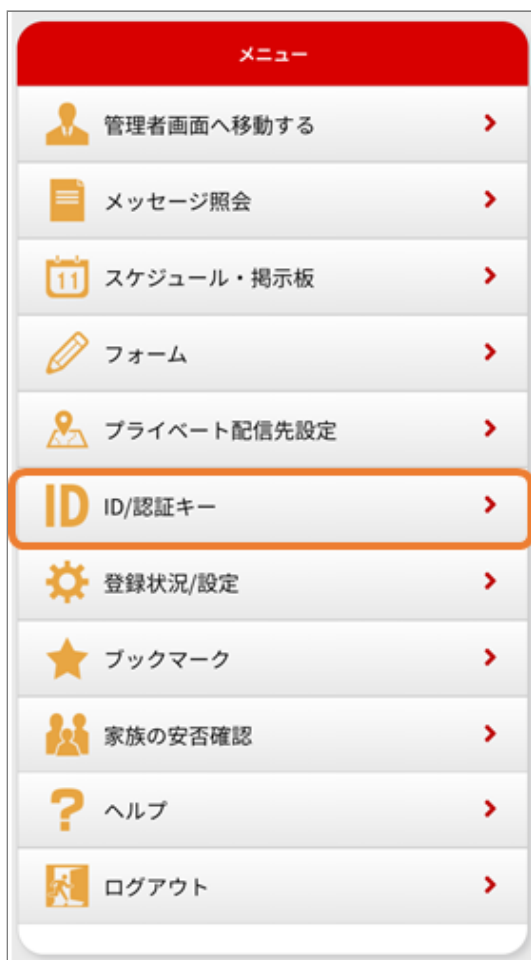 メニュー
管理者画面へ移動する
メッセージ照会
11
スケジュール・掲示板
フォーム
プライベート配信先設定
ID
ID/認証キー
登録状況/設定
ブックマーク
家族の安否確認
?
ヘルプ
ログアウト